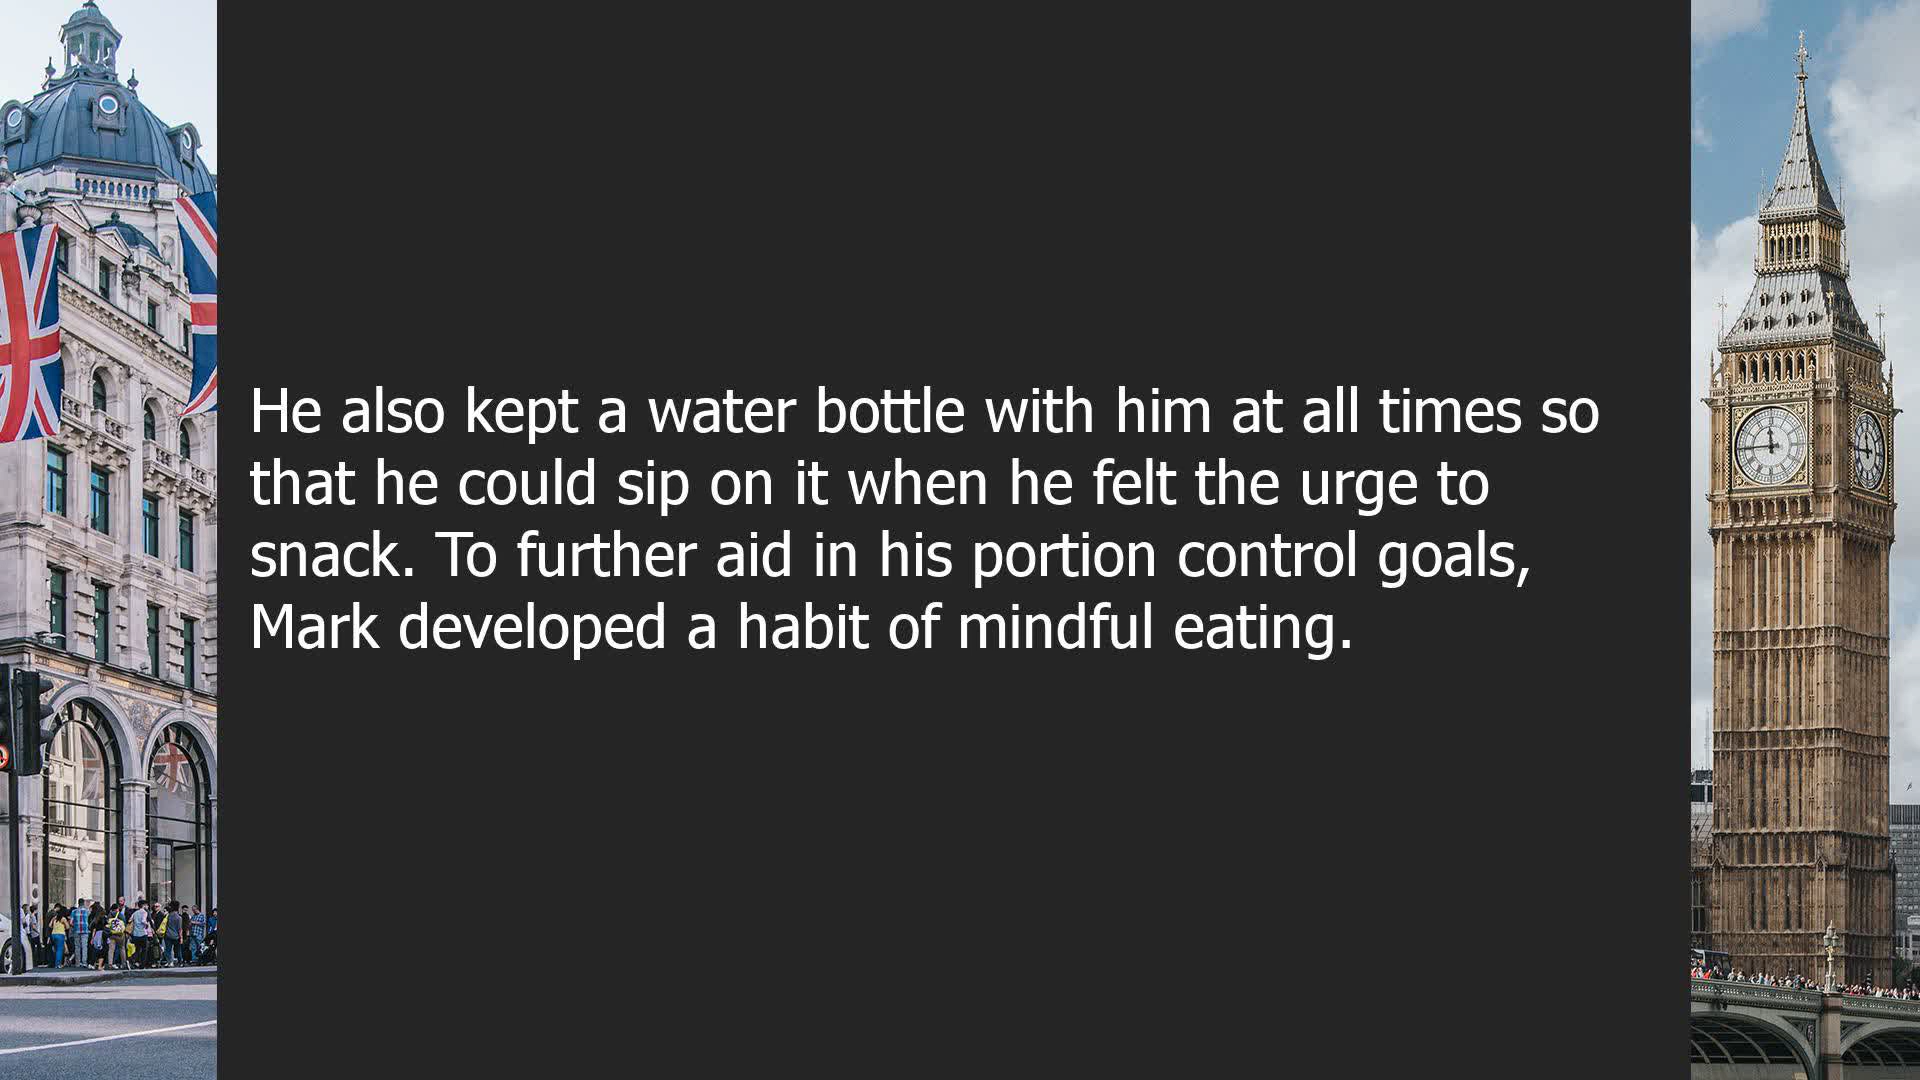 He also kept a water bottle with him at all times so
that he could sip on it when he felt the urge to
snack. To further aid in his portion control goals,
Mark developed a habit of mindful eating.